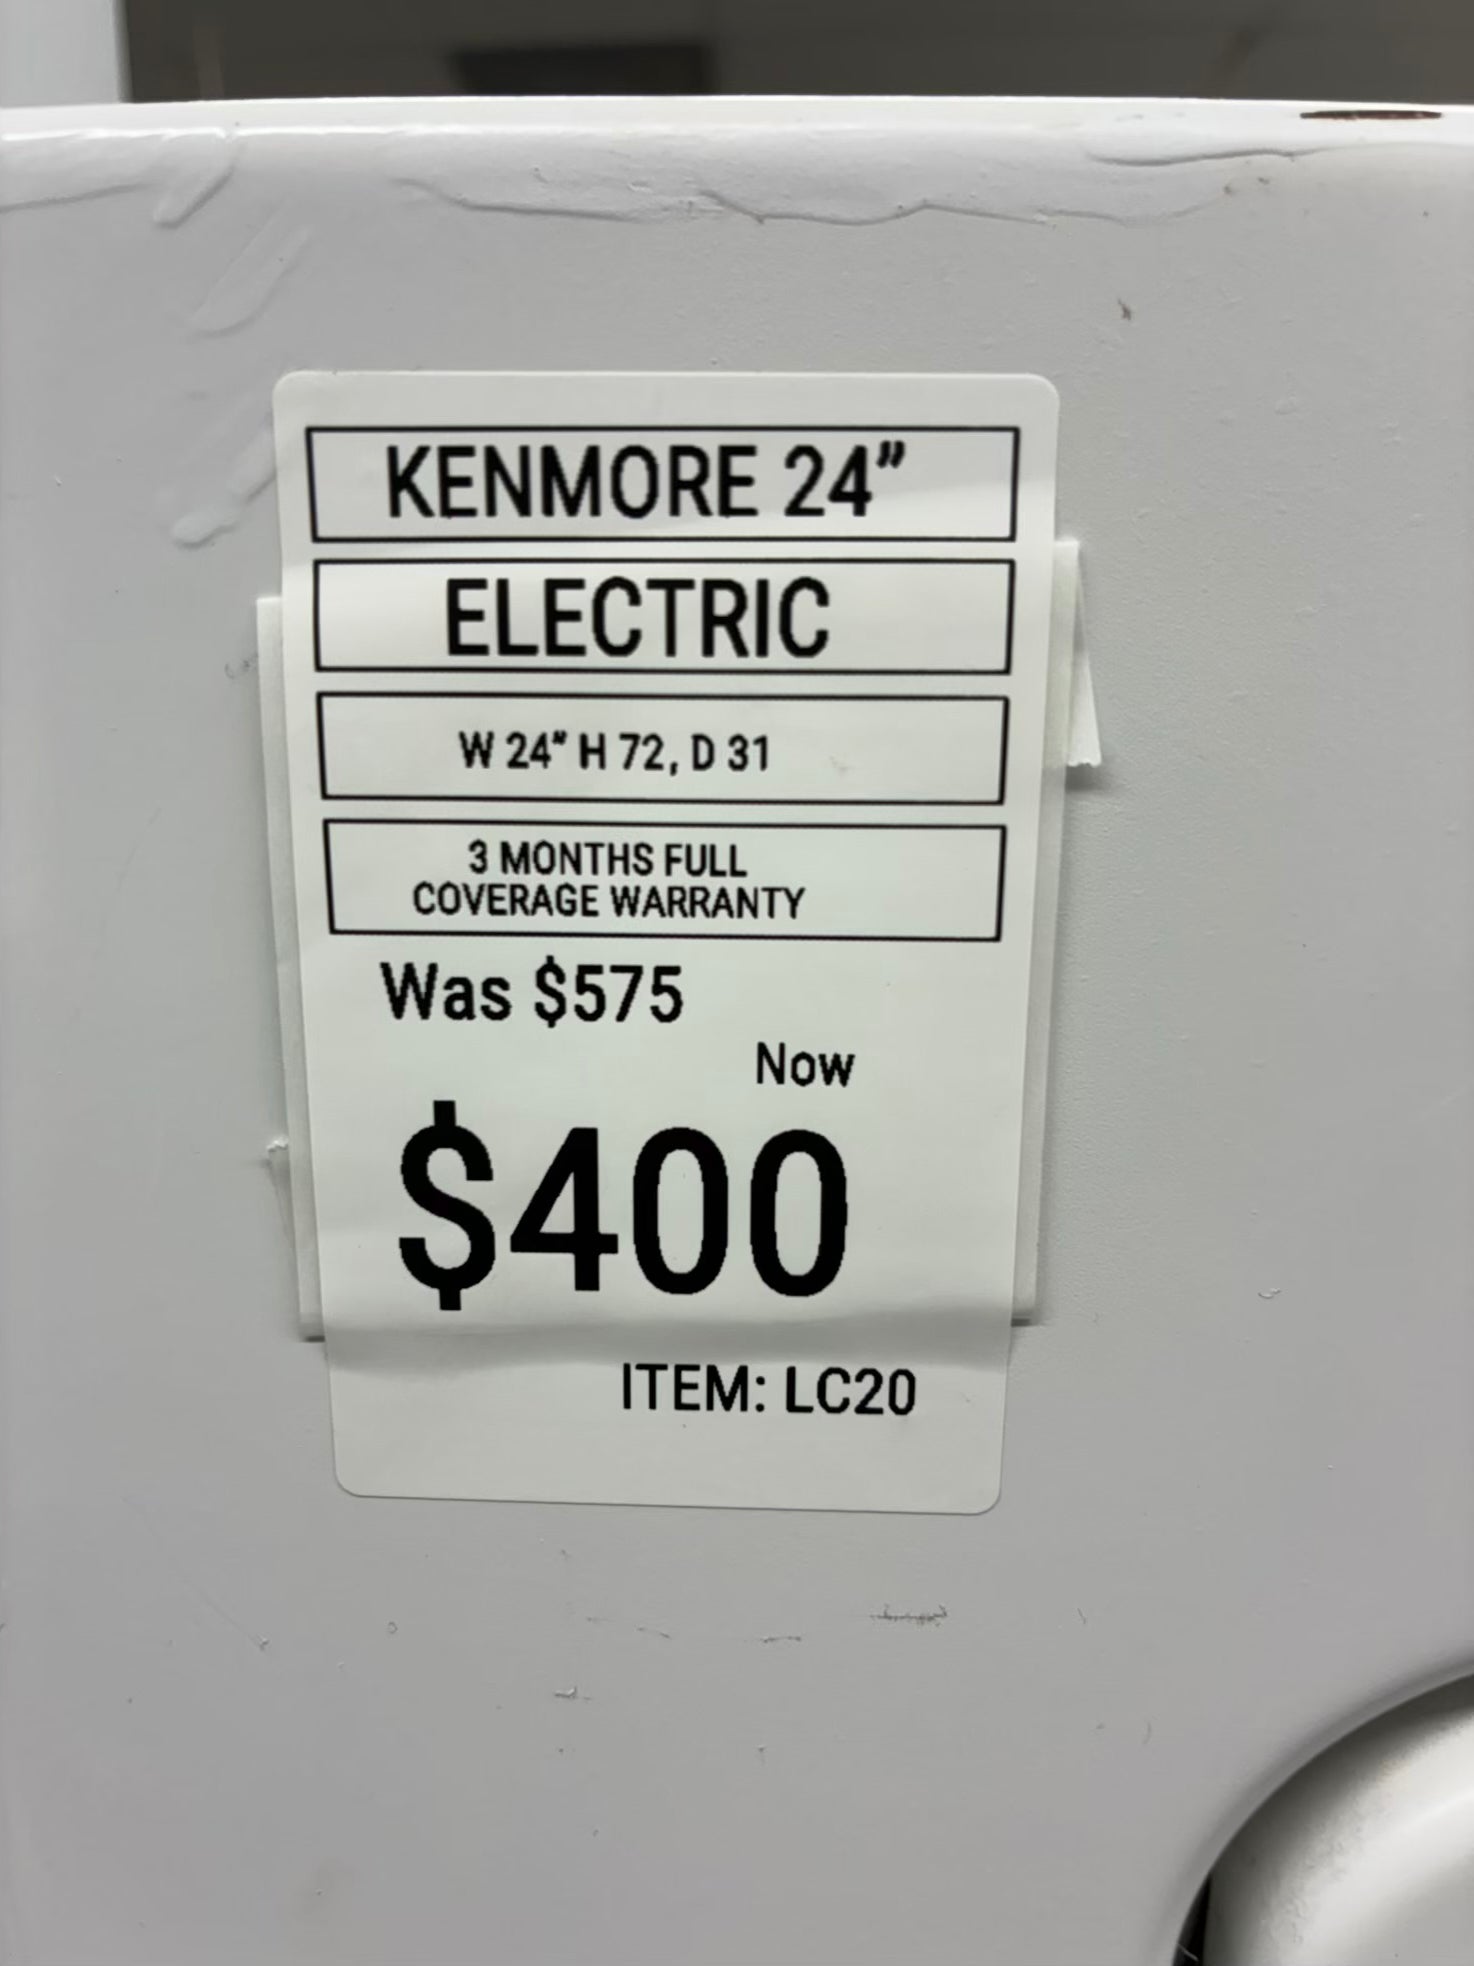 KENMORE 24"
ELECTRIC
W 24" H 72, D 31
3 MONTHS FULL
COVERAGE WARRANTY
Was $575
Now
$400
ITEM: LC20